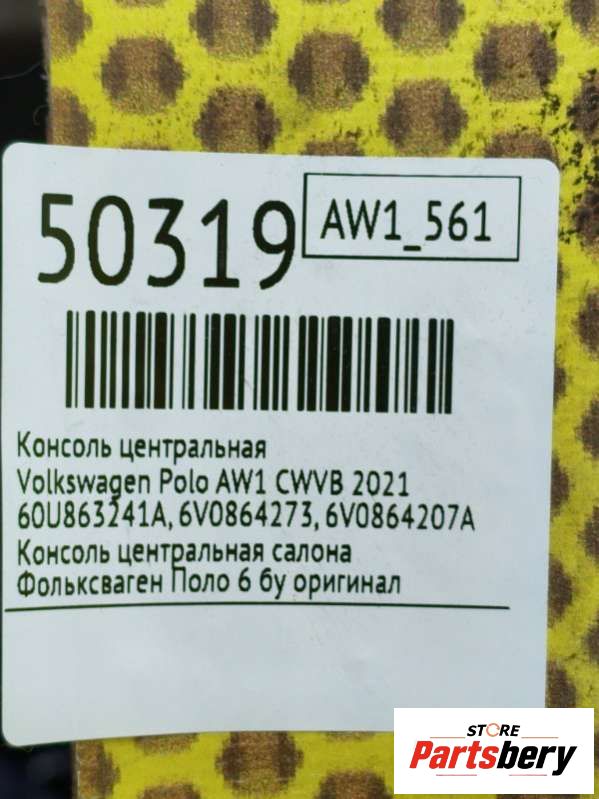 50319
AW1_561
Консоль центральная
Volkswagen Polo AW1 CWVB 2021
60U863241A, 6V0864273, 6V0864207A
Консоль центральная салона
Фольксваген Поло 6 бу оригинал
STORE
Partsbery